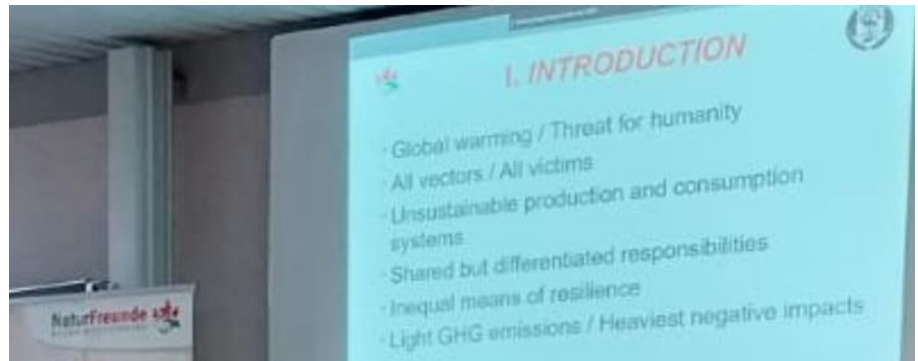 I. INTRODUCTION
· Global warming / Threat for humanity
· All vectors / All victims
· Unsustainable production and consumption
systems
· Shared but differentiated responsibilities
· Inequal means of resilience
· Light GHG emissions / Heaviest negative impacts
NaturFreunde